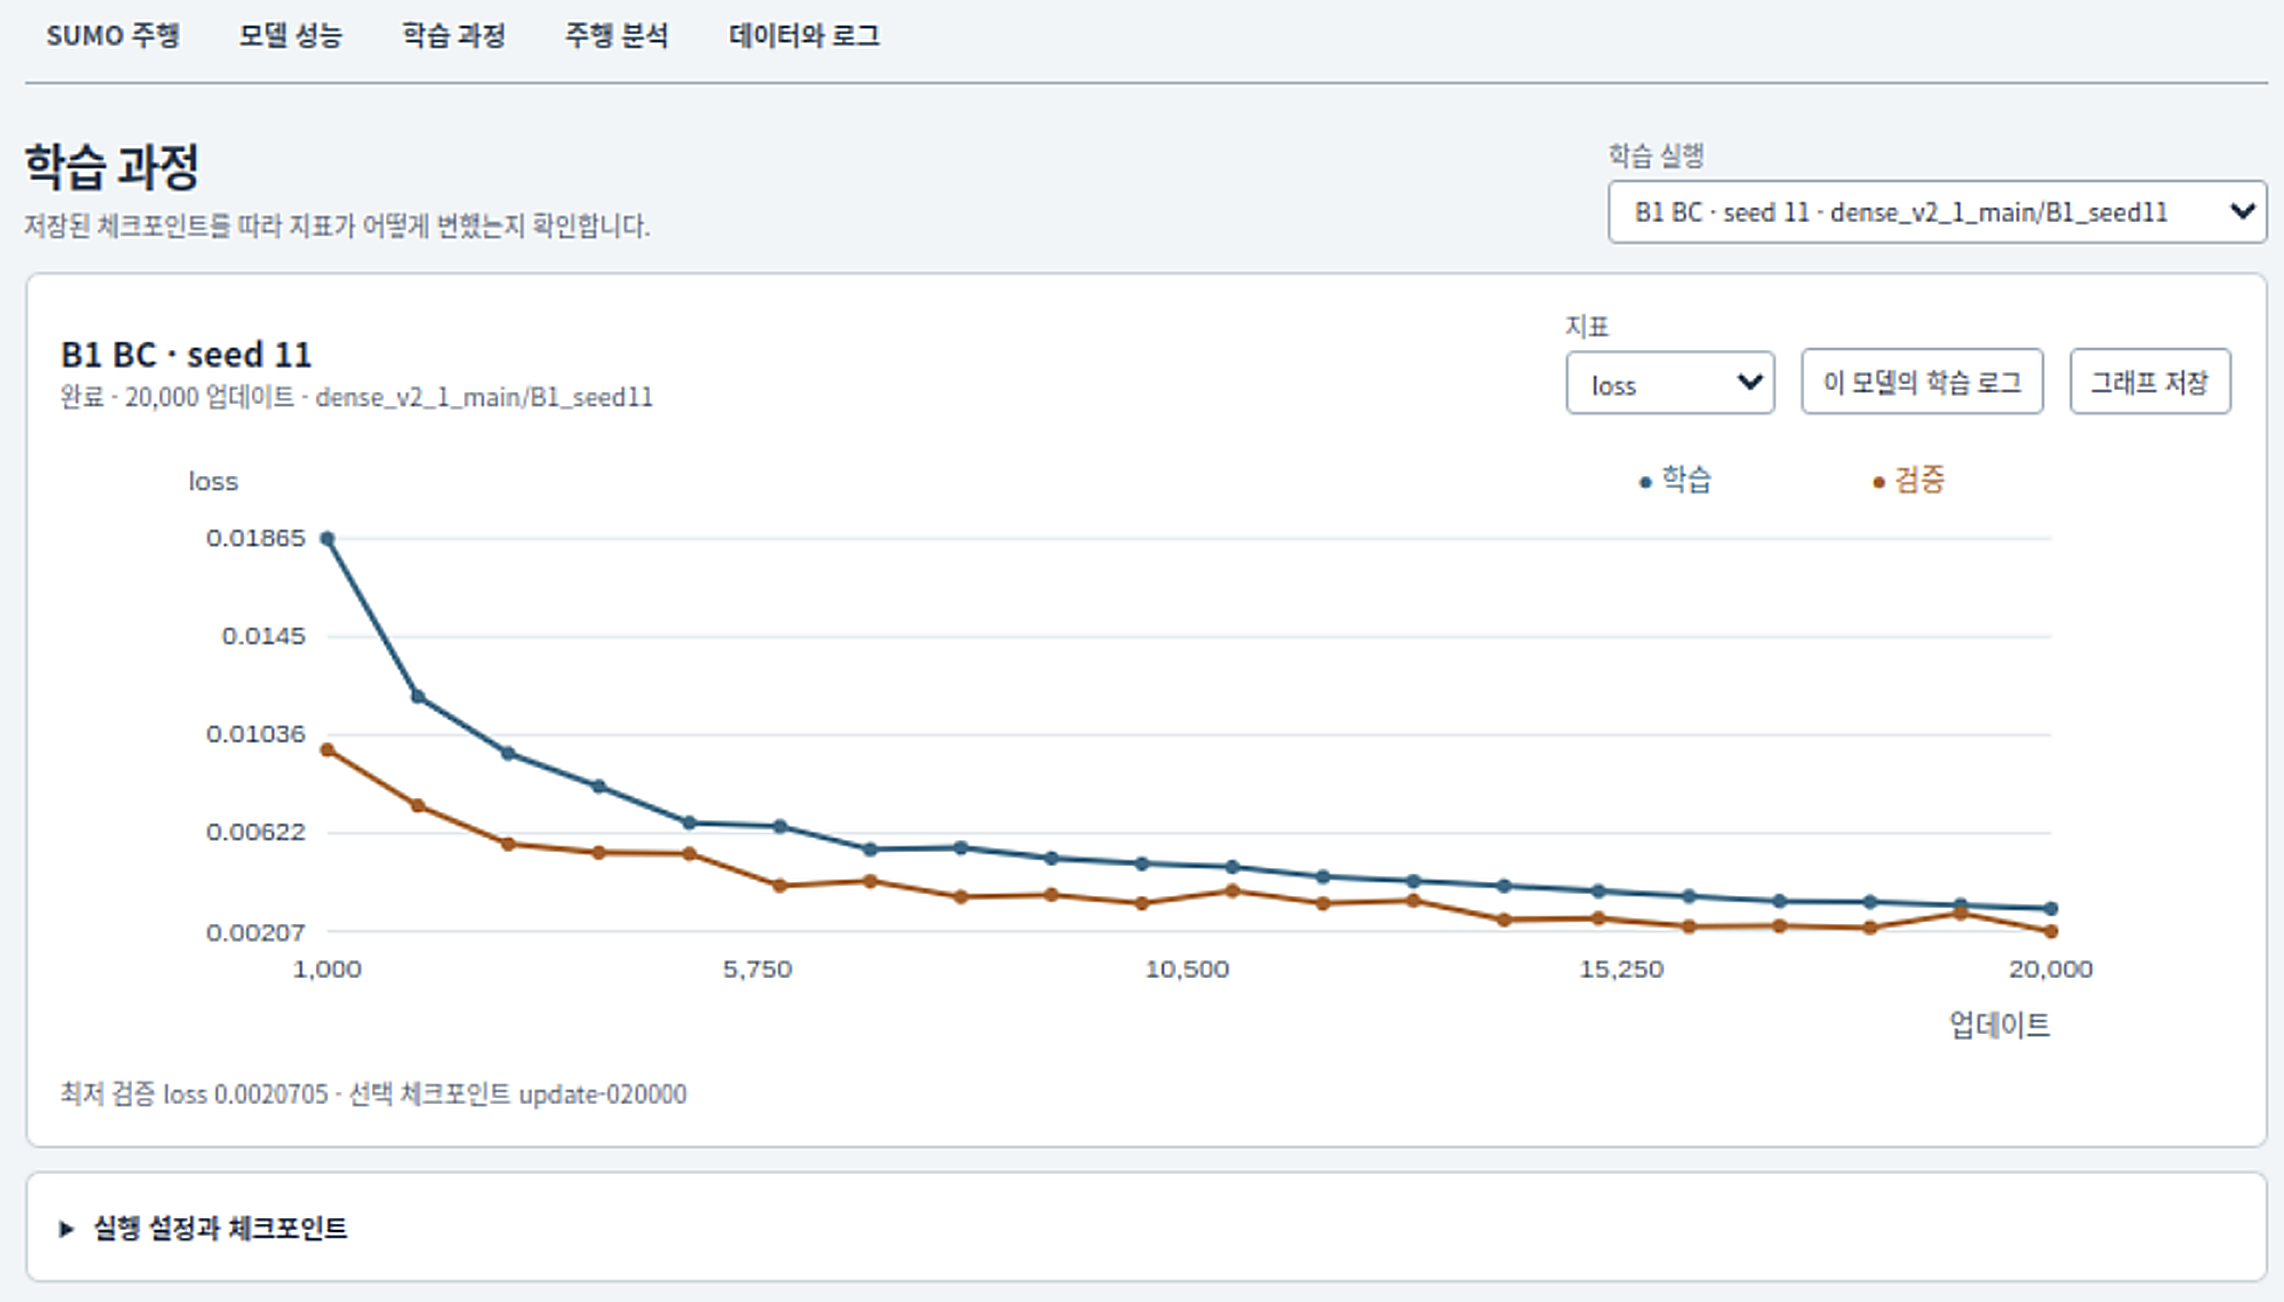 SUMO 주행 모델 성능 학습 과정 주행 분석 데이터와 로그
학습 과정
저장된 체크포인트를 따라 지표가 어떻게 변했는지 확인합니다.
학습 실행
B1 BC · seed 11 · dense_v2_1_main/B1_seed11
B1 BC · seed 11
완료 · 20,000 업데이트 · dense_v2_1_main/B1_seed11
지표
loss
이 모델의 학습 로그
그래프 저장
loss
학습
검증
0.01865
0.0145
0.01036
0.00622
0.00207
1,000 5,750 10,500 15,250 20,000
업데이트
최저 검증 loss 0.0020705 · 선택 체크포인트 update-020000
실행 설정과 체크포인트